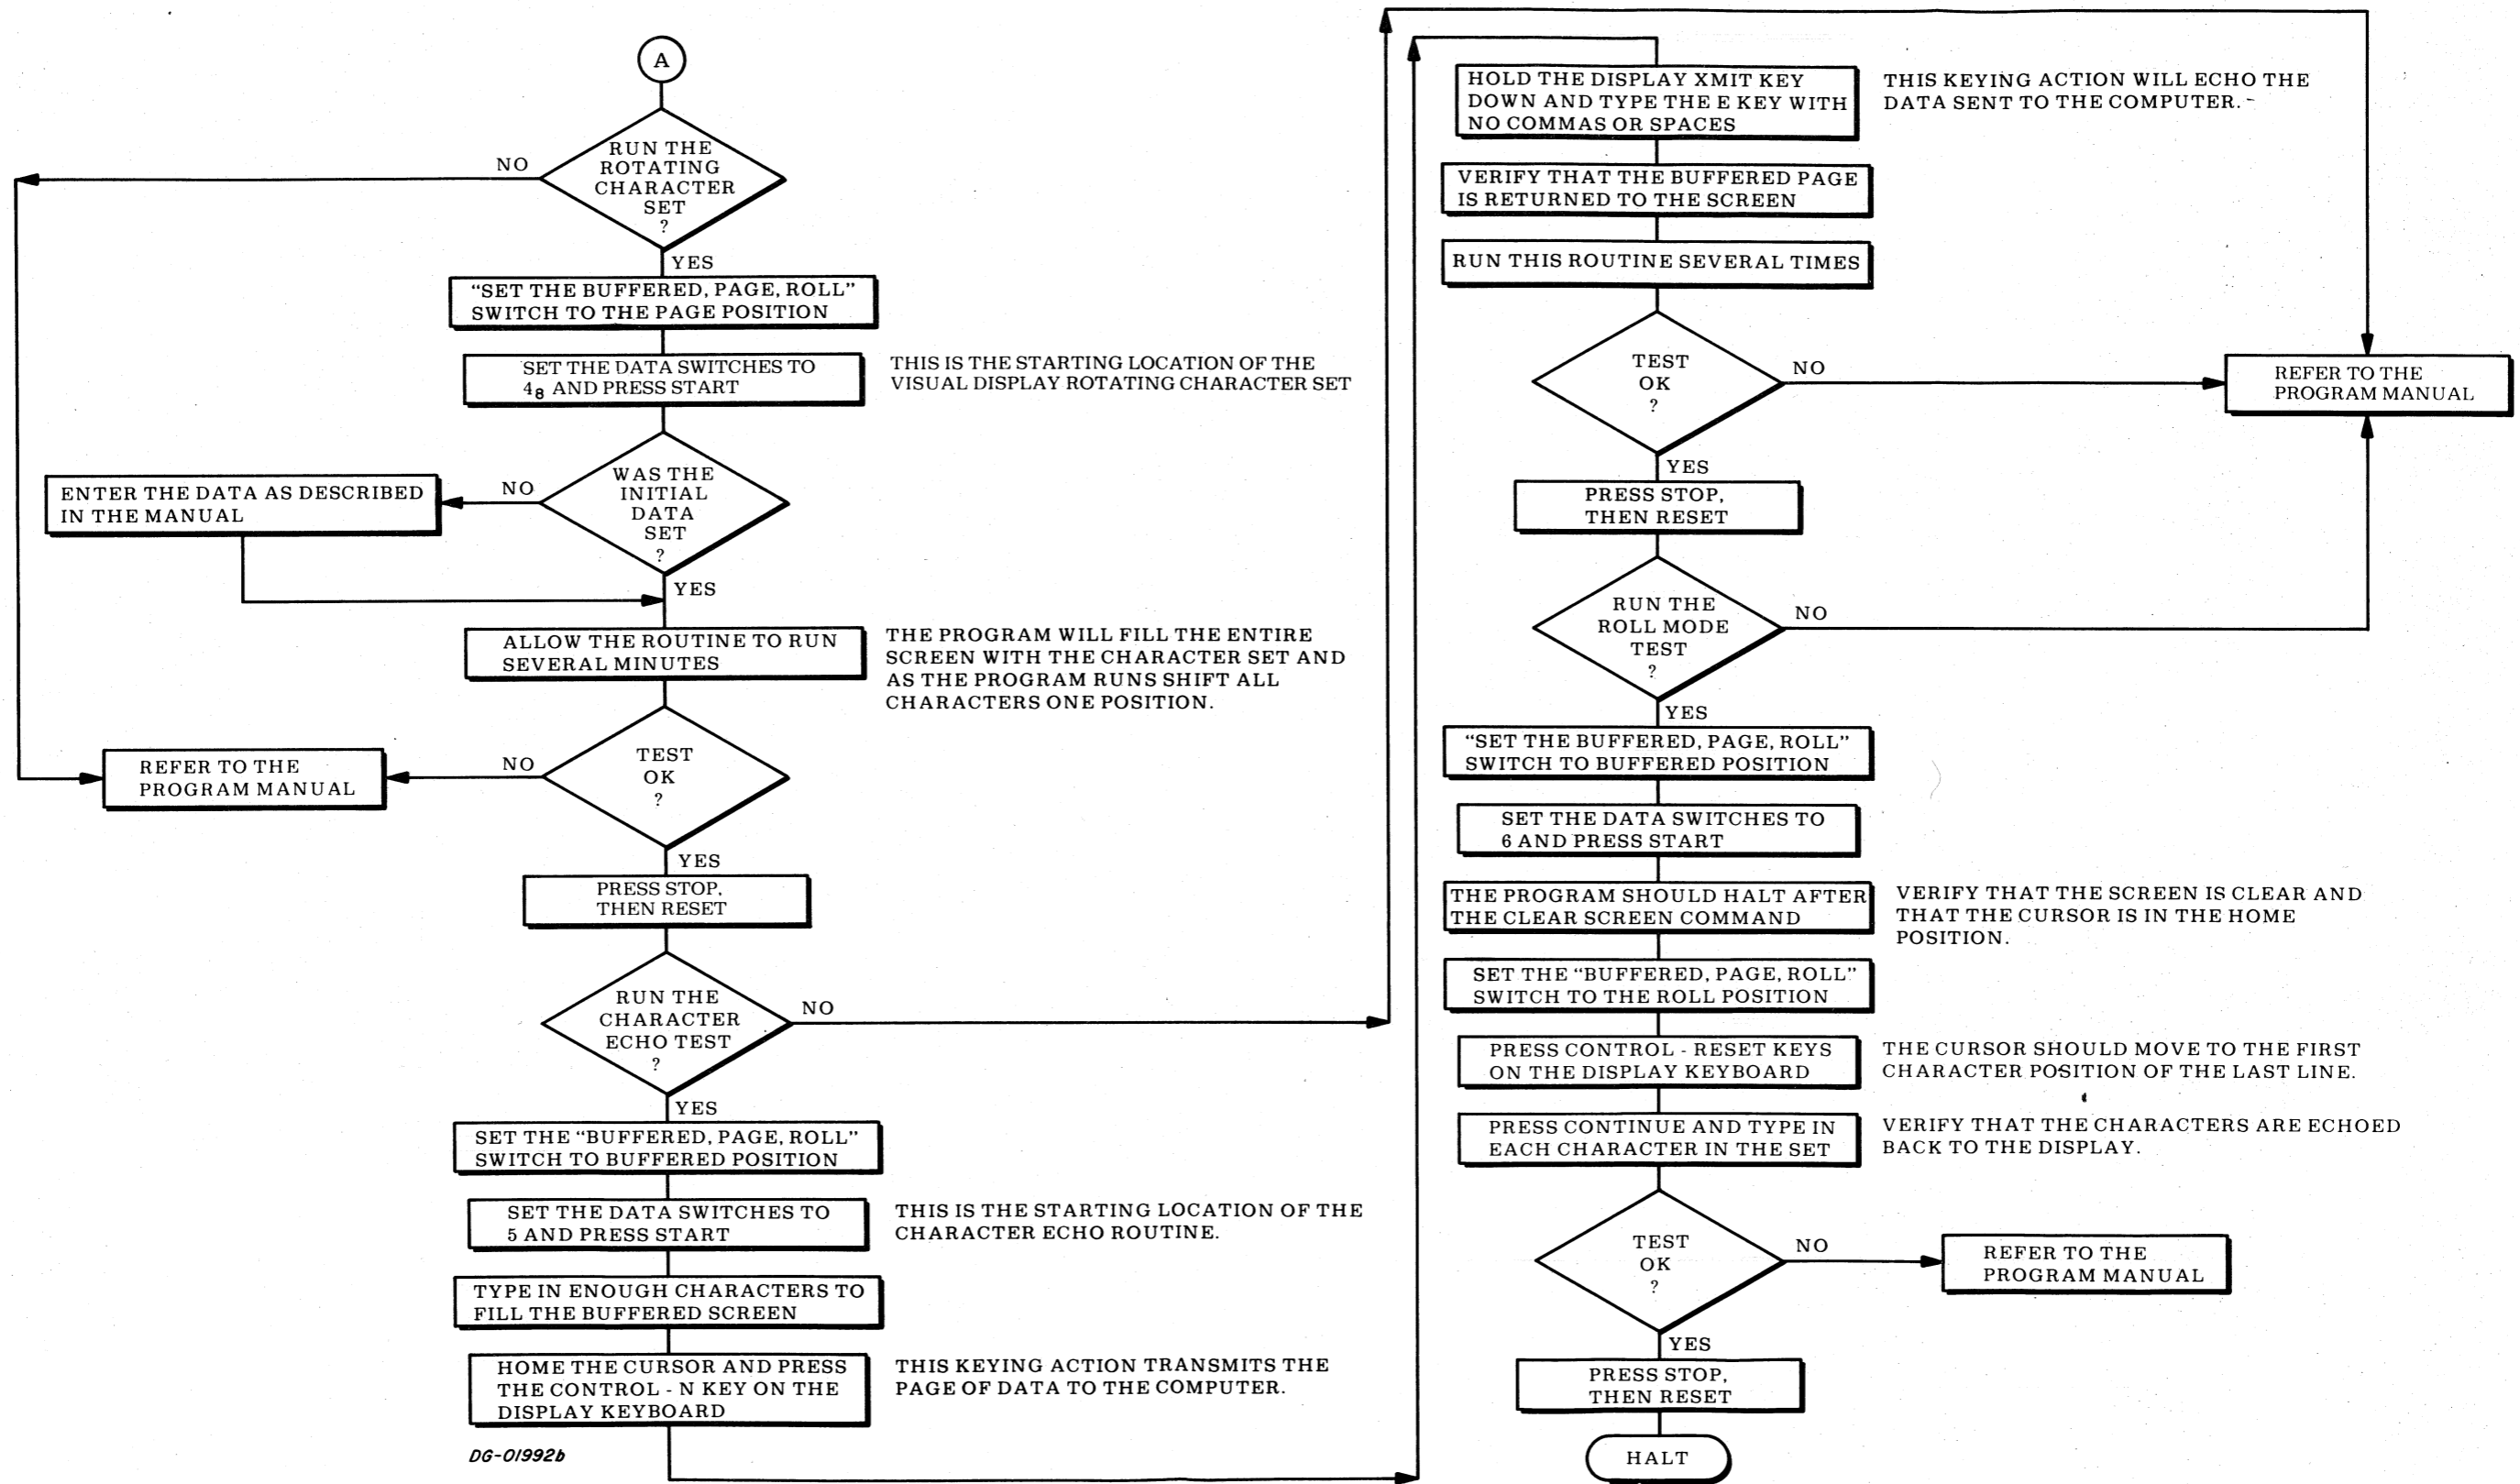 A
RUN THE
ROTATING
CHARACTER
SET
?
NO
YES
“SET THE BUFFERED, PAGE, ROLL”
SWITCH TO THE PAGE POSITION
SET THE DATA SWITCHES TO
4₈ AND PRESS START
THIS IS THE STARTING LOCATION OF THE
VISUAL DISPLAY ROTATING CHARACTER SET
WAS THE
INITIAL
DATA
SET
?
NO
ENTER THE DATA AS DESCRIBED
IN THE MANUAL
YES
ALLOW THE ROUTINE TO RUN
SEVERAL MINUTES
THE PROGRAM WILL FILL THE ENTIRE
SCREEN WITH THE CHARACTER SET AND
AS THE PROGRAM RUNS SHIFT ALL
CHARACTERS ONE POSITION.
TEST
OK
?
NO
REFER TO THE
PROGRAM MANUAL
YES
PRESS STOP,
THEN RESET
RUN THE
CHARACTER
ECHO TEST
?
NO
YES
SET THE “BUFFERED, PAGE, ROLL”
SWITCH TO BUFFERED POSITION
SET THE DATA SWITCHES TO
5 AND PRESS START
THIS IS THE STARTING LOCATION OF THE
CHARACTER ECHO ROUTINE.
TYPE IN ENOUGH CHARACTERS TO
FILL THE BUFFERED SCREEN
HOME THE CURSOR AND PRESS
THE CONTROL - N KEY ON THE
DISPLAY KEYBOARD
THIS KEYING ACTION TRANSMITS THE
PAGE OF DATA TO THE COMPUTER.
DG-01992b
HOLD THE DISPLAY XMIT KEY
DOWN AND TYPE THE E KEY WITH
NO COMMAS OR SPACES
THIS KEYING ACTION WILL ECHO THE
DATA SENT TO THE COMPUTER.
VERIFY THAT THE BUFFERED PAGE
IS RETURNED TO THE SCREEN
RUN THIS ROUTINE SEVERAL TIMES
TEST
OK
?
NO
REFER TO THE
PROGRAM MANUAL
YES
PRESS STOP,
THEN RESET
RUN THE
ROLL MODE
TEST
?
NO
YES
“SET THE BUFFERED, PAGE, ROLL”
SWITCH TO BUFFERED POSITION
SET THE DATA SWITCHES TO
6 AND PRESS START
THE PROGRAM SHOULD HALT AFTER
THE CLEAR SCREEN COMMAND
VERIFY THAT THE SCREEN IS CLEAR AND
THAT THE CURSOR IS IN THE HOME
POSITION.
SET THE “BUFFERED, PAGE, ROLL”
SWITCH TO THE ROLL POSITION
PRESS CONTROL - RESET KEYS
ON THE DISPLAY KEYBOARD
THE CURSOR SHOULD MOVE TO THE FIRST
CHARACTER POSITION OF THE LAST LINE.
PRESS CONTINUE AND TYPE IN
EACH CHARACTER IN THE SET
VERIFY THAT THE CHARACTERS ARE ECHOED
BACK TO THE DISPLAY.
TEST
OK
?
NO
REFER TO THE
PROGRAM MANUAL
YES
PRESS STOP,
THEN RESET
HALT